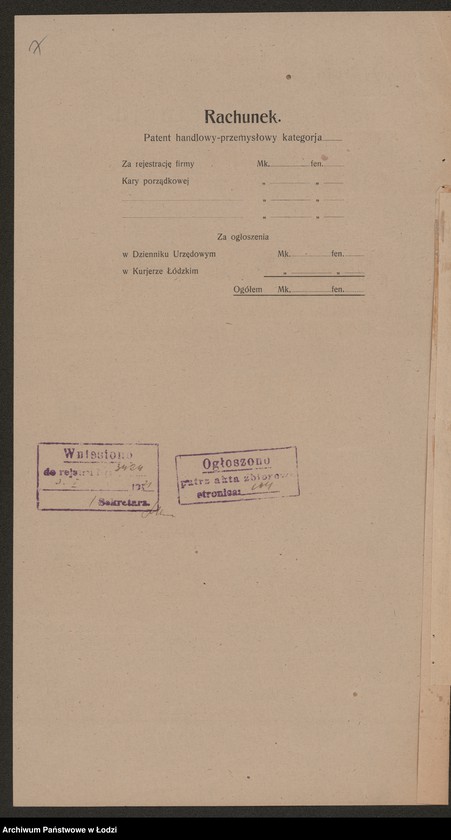 Rachunek.
Patent handlowy-przemysłowy kategorja
Za rejestrację firmy Mk. fen.
Kary porządkowej " "
" "
" "
Za ogłoszenia
w Dzienniku Urzędowym Mk. fen.
w Kurjerze Łódzkim " "
Ogółem Mk. fen.
Wniesiono
do rejestru
192
Sekretarz.
Ogłoszono
patrz akta zbiorowe
stronica:
Archiwum Państwowe w Łodzi